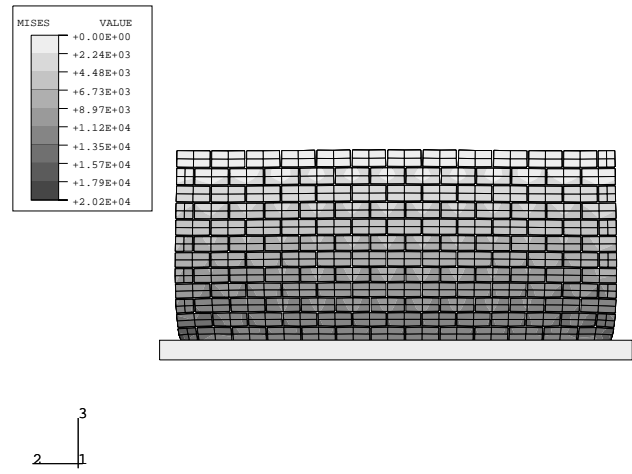 MISES VALUE
+0.00E+00
+2.24E+03
+4.48E+03
+6.73E+03
+8.97E+03
+1.12E+04
+1.35E+04
+1.57E+04
+1.79E+04
+2.02E+04
3
2 1